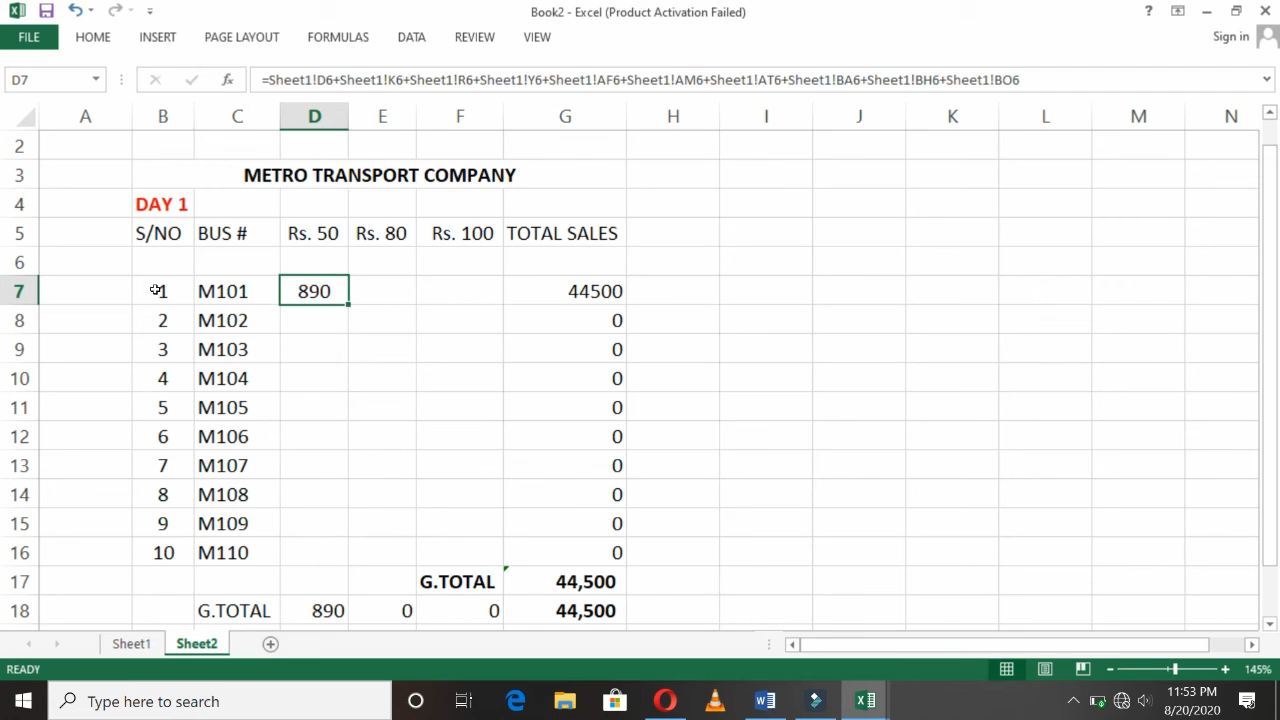 Book2 - Excel (Product Activation Failed)
?
FILE HOME INSERT PAGE LAYOUT FORMULAS DATA REVIEW VIEW Sign in
D7 fx =Sheet1!D6+Sheet1!K6+Sheet1!R6+Sheet1!Y6+Sheet1!AF6+Sheet1!AM6+Sheet1!AT6+Sheet1!BA6+Sheet1!BH6+Sheet1!BO6
A B C D E F G H I J K L M N
2
3 METRO TRANSPORT COMPANY
4 DAY 1
5 S/NO BUS # Rs. 50 Rs. 80 Rs. 100 TOTAL SALES
6
7 1 M101 890 44500
8 2 M102 0
9 3 M103 0
10 4 M104 0
11 5 M105 0
12 6 M106 0
13 7 M107 0
14 8 M108 0
15 9 M109 0
16 10 M110 0
17 G.TOTAL 44,500
18 G.TOTAL 890 0 0 44,500
Sheet1 Sheet2
READY 145%
Type here to search 11:53 PM
8/20/2020